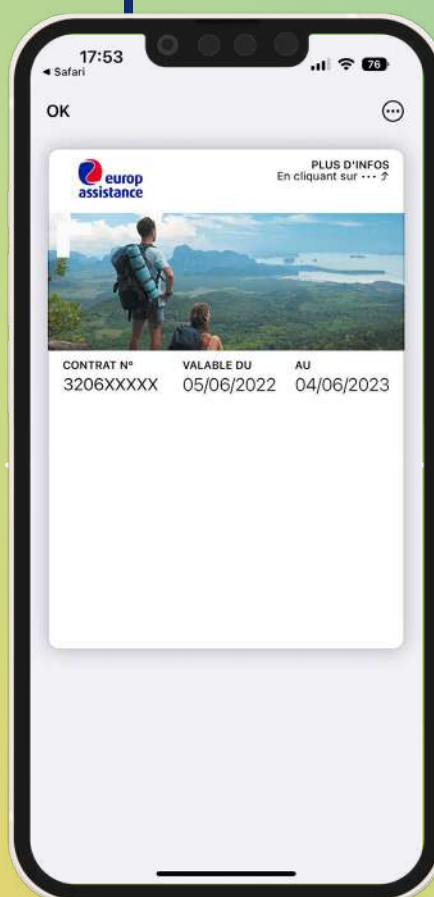 17:53
76
◀ Safari
OK
europ
assistance
PLUS D'INFOS
En cliquant sur ··· ↗
CONTRAT Nº
3206XXXXX
VALABLE DU
05/06/2022
AU
04/06/2023